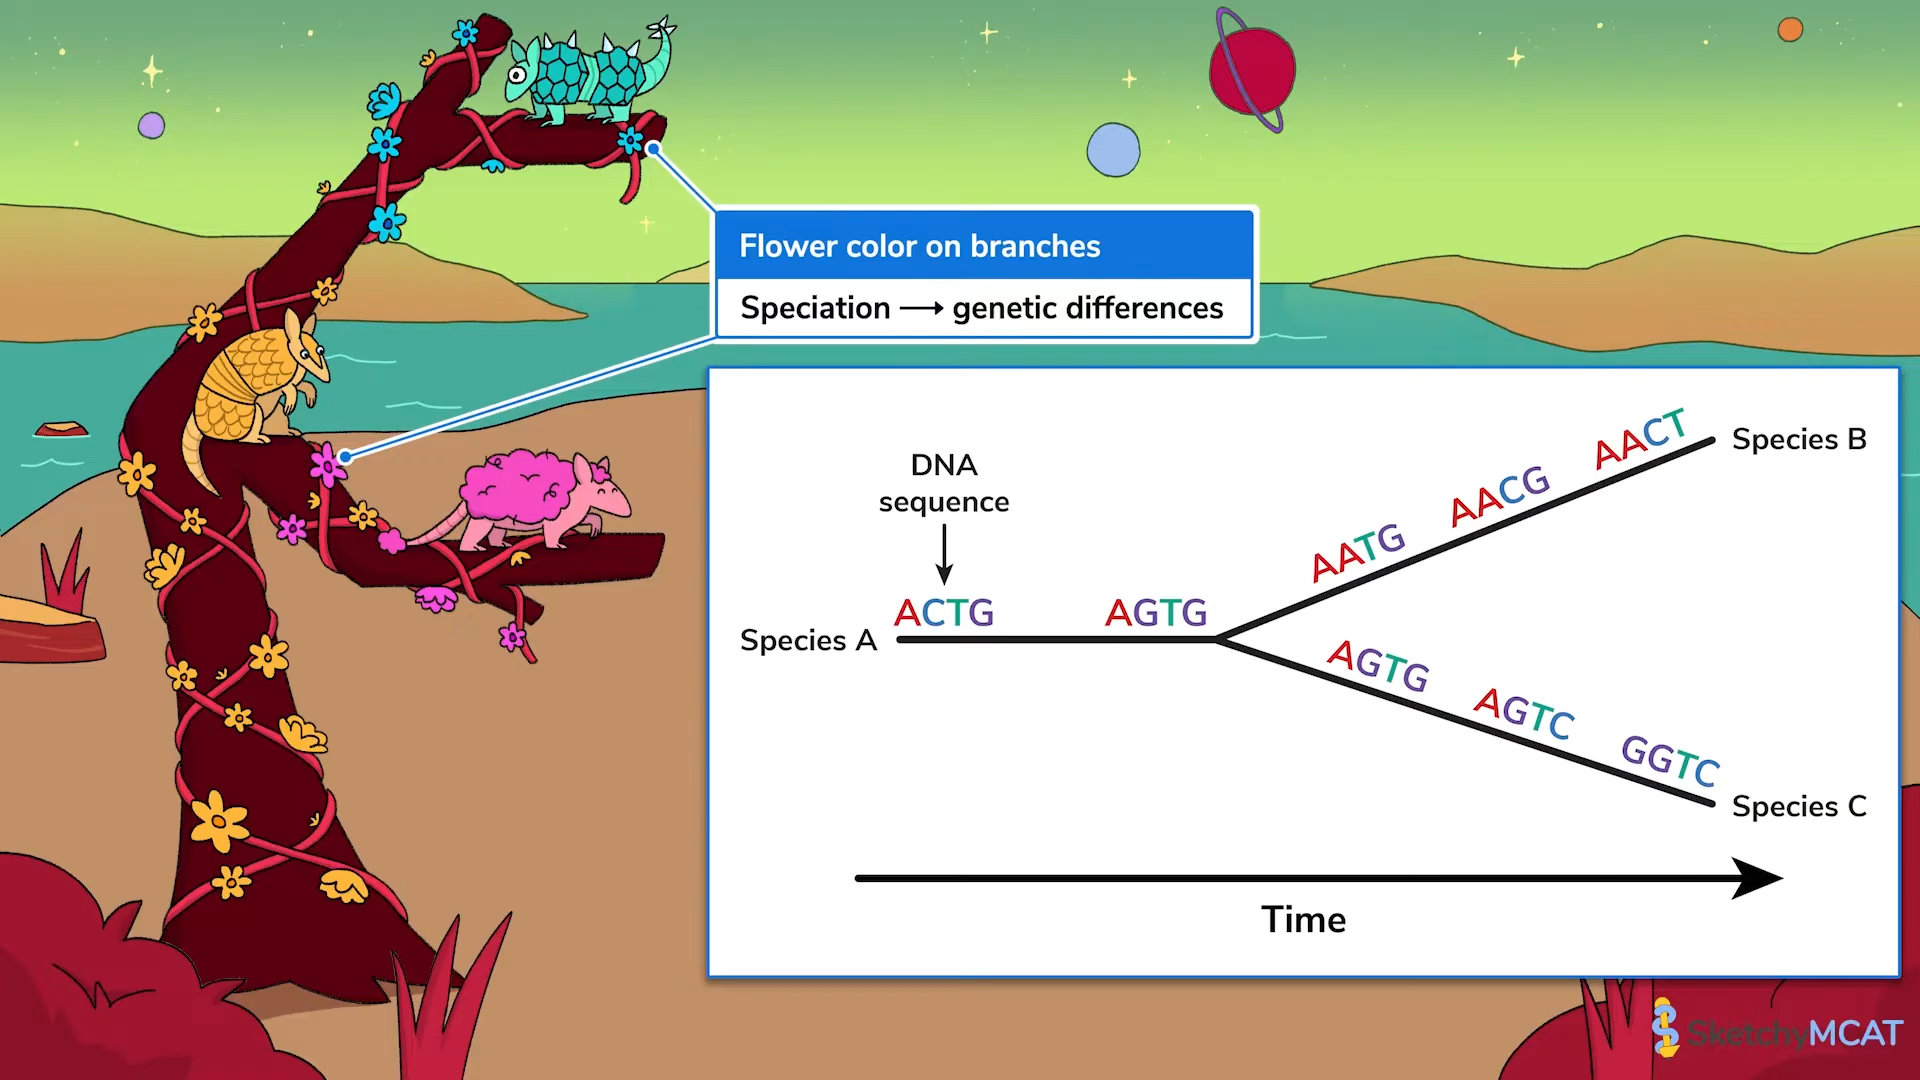 Flower color on branches
Speciation → genetic differences
DNA
sequence
ACTG
AGTG
Species A
AATG
AACG
AACT
Species B
AGTG
AGTC
GGTC
Species C
Time
SketchyMCAT